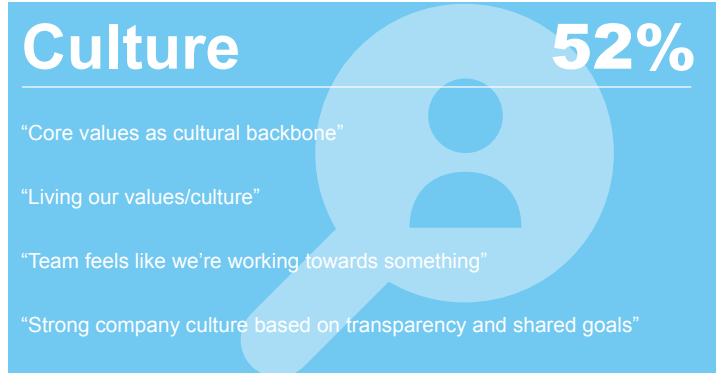 Culture 52%
“Core values as cultural backbone”
“Living our values/culture”
“Team feels like we’re working towards something”
“Strong company culture based on transparency and shared goals”